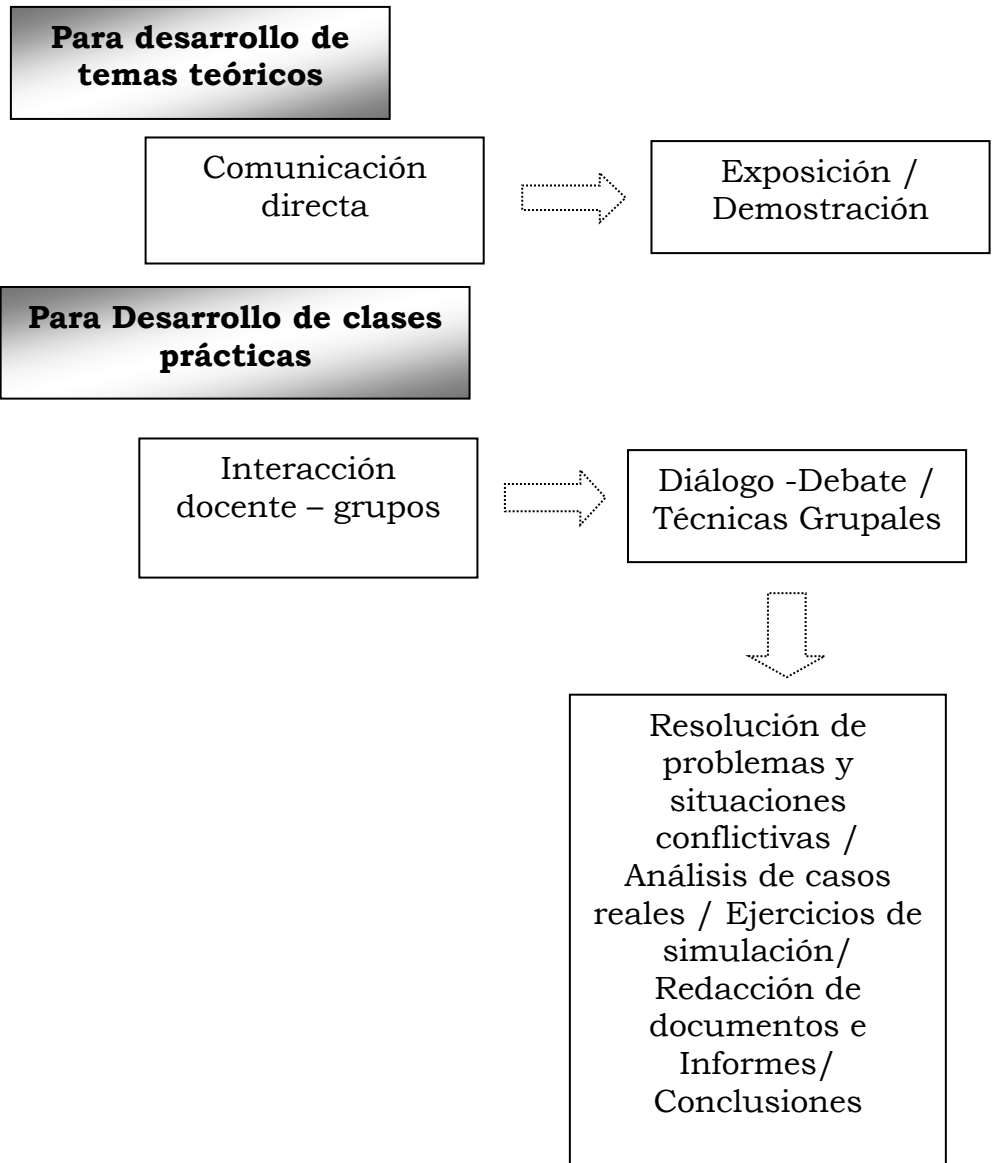 Para desarrollo de
temas teóricos
Comunicación
directa
Exposición /
Demostración
Para Desarrollo de clases
prácticas
Interacción
docente – grupos
Diálogo -Debate /
Técnicas Grupales
Resolución de
problemas y
situaciones
conflictivas /
Análisis de casos
reales / Ejercicios de
simulación/
Redacción de
documentos e
Informes/
Conclusiones